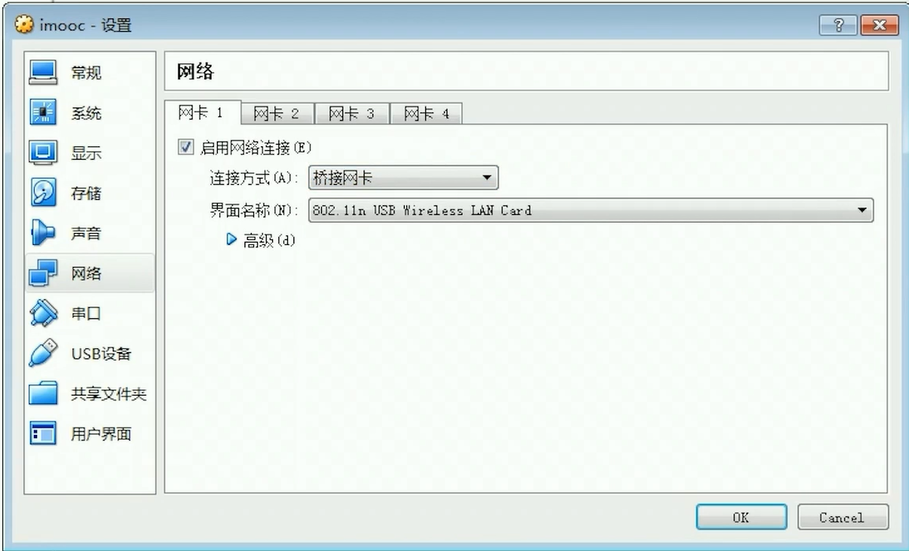 imooc - 设置
常规
系统
显示
存储
声音
网络
串口
USB设备
共享文件夹
用户界面
网络
网卡 1 网卡 2 网卡 3 网卡 4
启用网络连接(E)
连接方式(A): 桥接网卡
界面名称(N): 802.11n USB Wireless LAN Card
高级(d)
OK Cancel